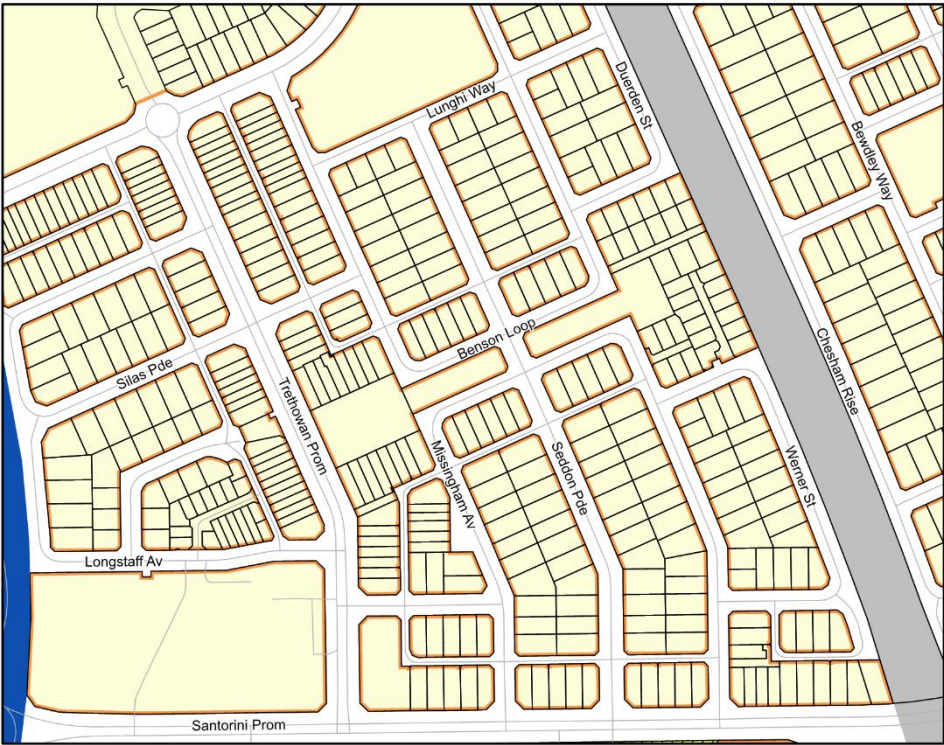 Duerden St
Lunghi Way
Bewdley Way
Benson Loop
Silas Pde
Chesham Rise
Trethowan Prom
Missingham Av
Seddon Pde
Werner St
Longstaff Av
Santorini Prom